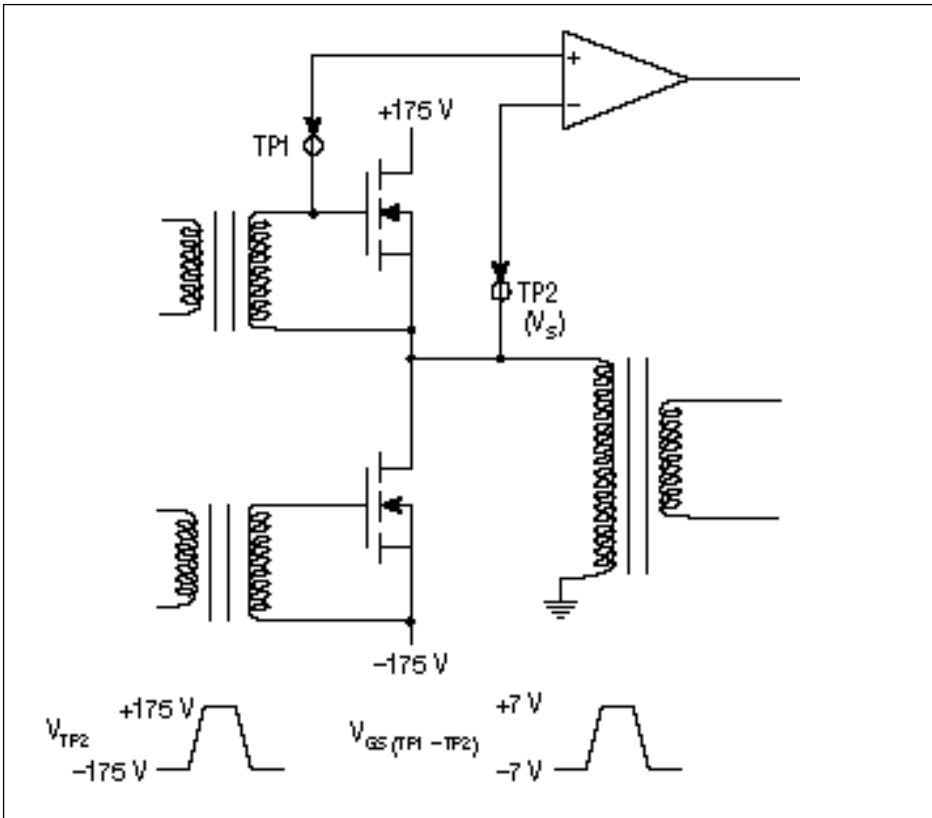 +
−
+175 V
TP1
TP2
(VS)
−175 V
+175 V
VTP2
−175 V
+7 V
VGS (TP1 − TP2)
−7 V